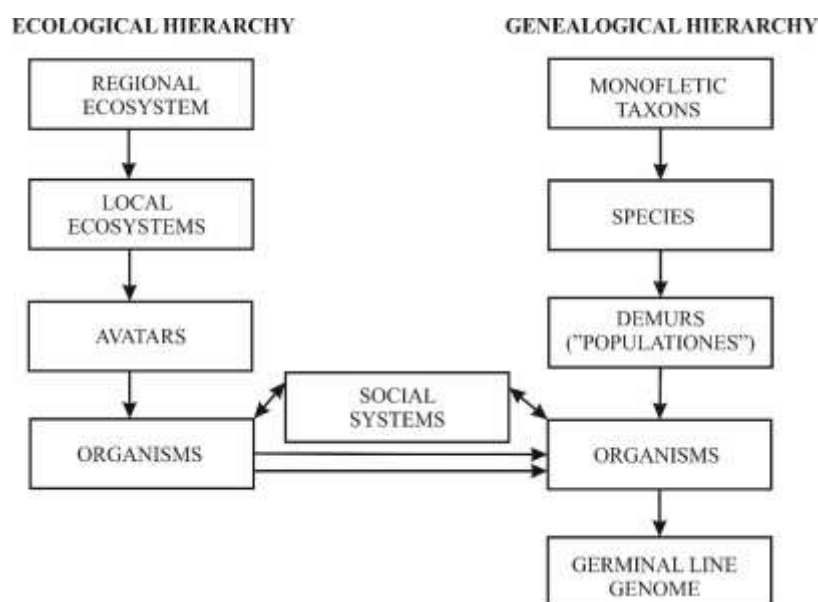 ECOLOGICAL HIERARCHY
REGIONAL
ECOSYSTEM
LOCAL
ECOSYSTEMS
AVATARS
ORGANISMS
SOCIAL
SYSTEMS
GENEALOGICAL HIERARCHY
MONOFLETIC
TAXONS
SPECIES
DEMURS
("POPULATIONES")
ORGANISMS
GERMINAL LINE
GENOME